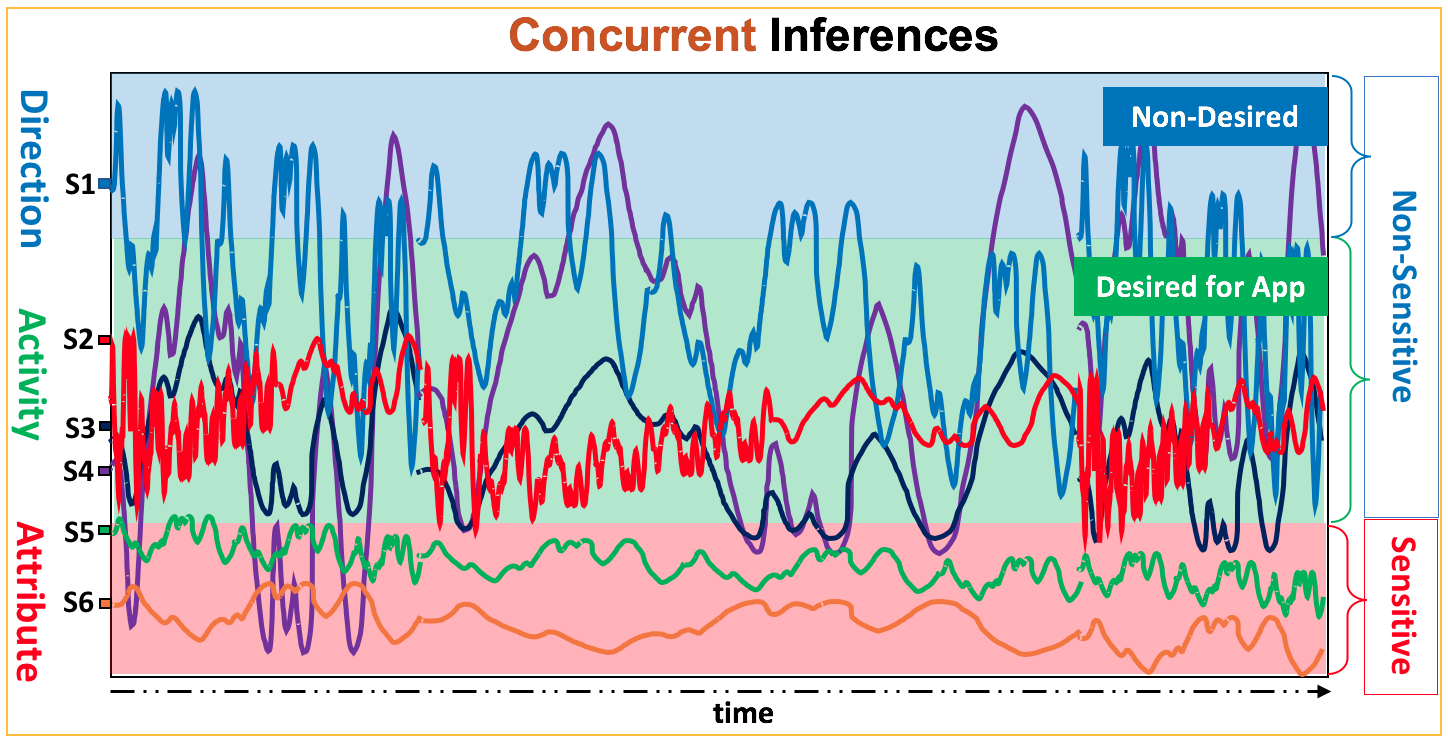 Concurrent Inferences
Direction
Activity
Attribute
S1
S2
S3
S4
S5
S6
Non-Desired
Desired for App
Non-Sensitive
Sensitive
time